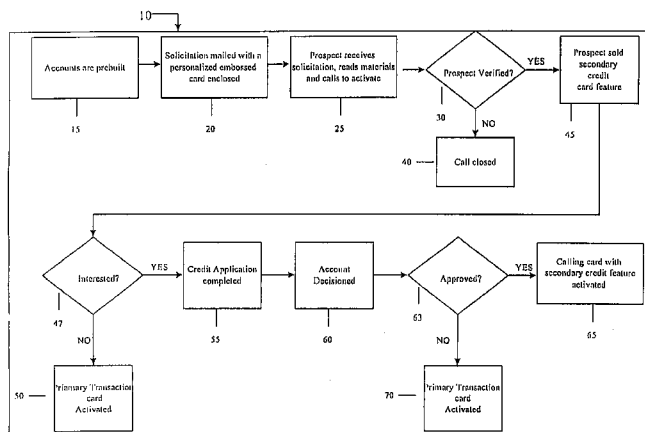 10
Accounts are prebuilt
Solicitation mailed with a
personalized embossed
card enclosed
Prospect receives
solicitation, reads materials
and calls to activate
Prospect Verified?
YES
Prospect sold
secondary
credit
card feature
15
20
25
30
NO
45
40
Call closed
Interested?
YES
Credit Application
completed
Account
Decisioned
Approved?
YES
Calling card with
secondary credit feature
activated
47
55
60
63
65
NO
NO
50
Primary Transaction
card
Activated
70
Primary Transaction
card
Activated